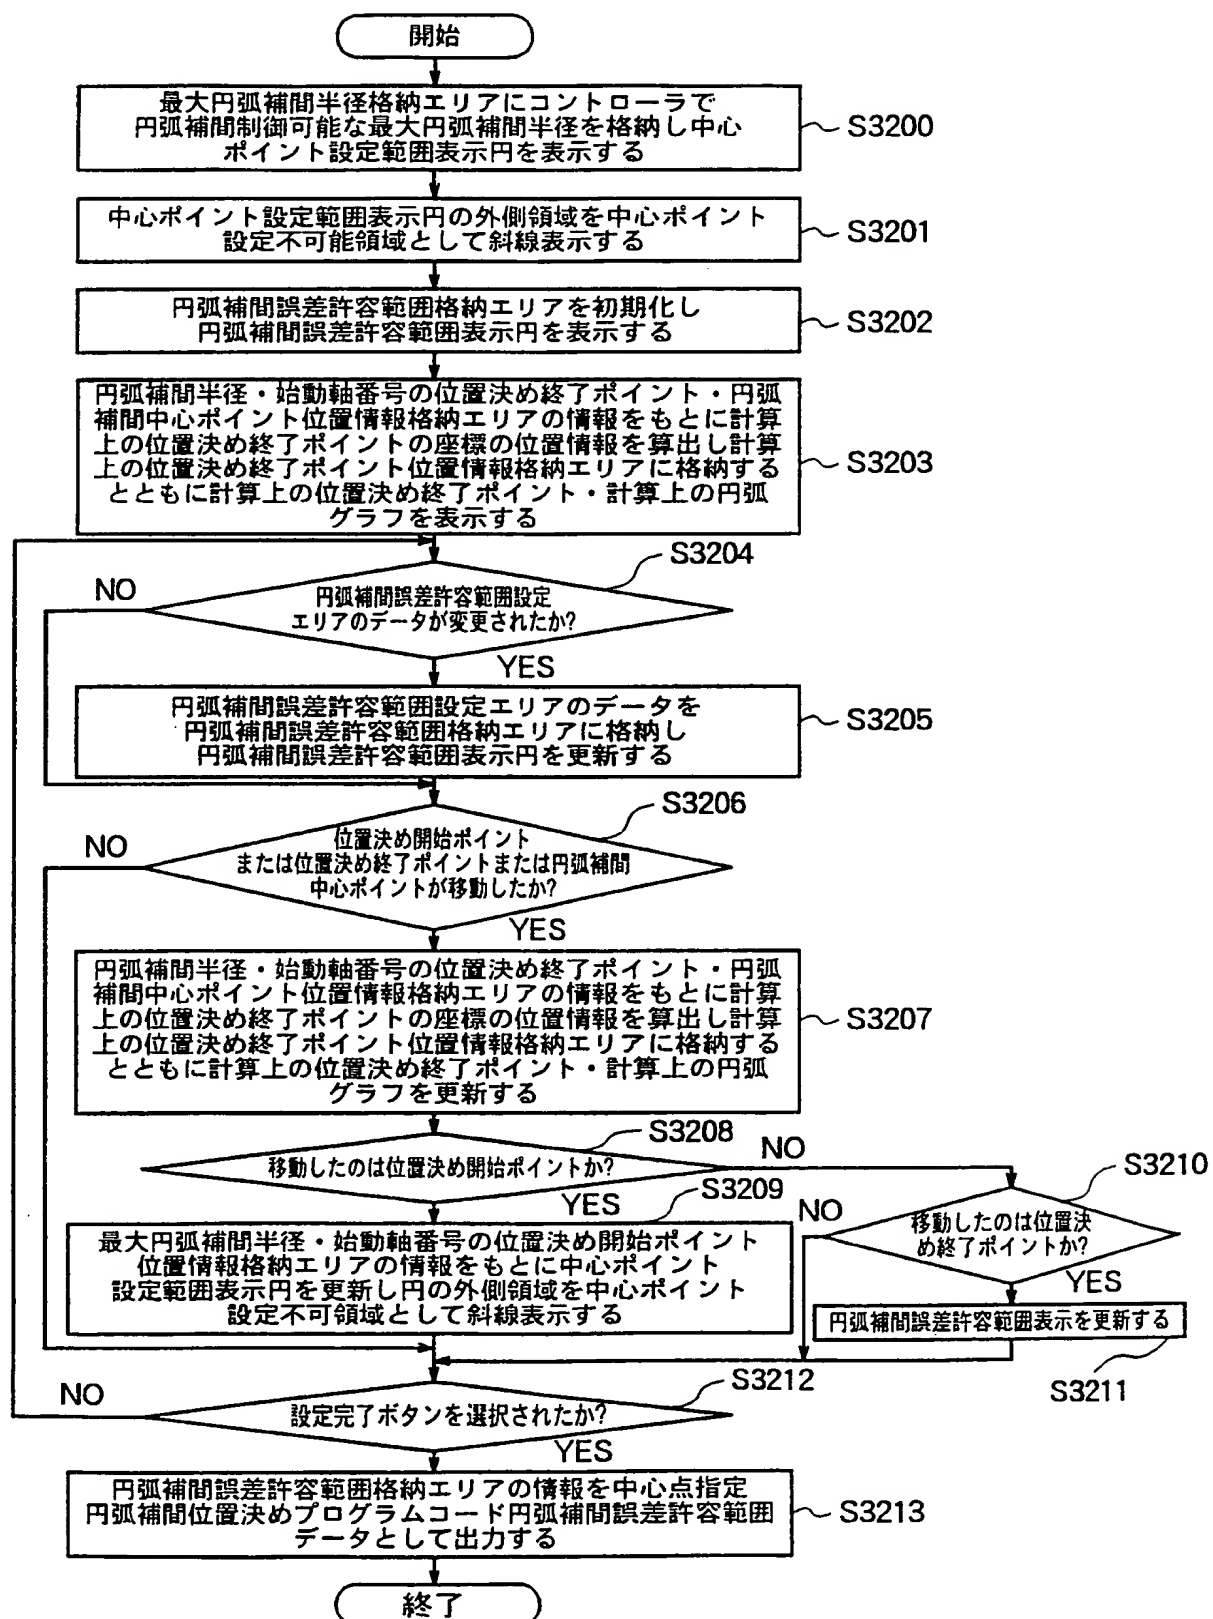 開始
最大円弧補間半径格納エリアにコントローラで
円弧補間制御可能な最大円弧補間半径を格納し中心
ポイント設定範囲表示円を表示する
S3200
中心ポイント設定範囲表示円の外側領域を中心ポイント
設定不可能領域として斜線表示する
S3201
円弧補間誤差許容範囲格納エリアを初期化し
円弧補間誤差許容範囲表示円を表示する
S3202
円弧補間半径・始動軸番号の位置決め終了ポイント・円弧
補間中心ポイント位置情報格納エリアの情報をもとに計算
上の位置決め終了ポイントの座標の位置情報を算出し計算
上の位置決め終了ポイント位置情報格納エリアに格納する
とともに計算上の位置決め終了ポイント・計算上の円弧
グラフを表示する
S3203
S3204
NO
円弧補間誤差許容範囲設定
エリアのデータが変更されたか?
YES
円弧補間誤差許容範囲設定エリアのデータを
円弧補間誤差許容範囲格納エリアに格納し
円弧補間誤差許容範囲表示円を更新する
S3205
S3206
NO
位置決め開始ポイント
または位置決め終了ポイントまたは円弧補間
中心ポイントが移動したか?
YES
円弧補間半径・始動軸番号の位置決め終了ポイント・円弧
補間中心ポイント位置情報格納エリアの情報をもとに計算
上の位置決め終了ポイントの座標の位置情報を算出し計算
上の位置決め終了ポイント位置情報格納エリアに格納する
とともに計算上の位置決め終了ポイント・計算上の円弧
グラフを更新する
S3207
S3208
移動したのは位置決め開始ポイントか?
NO
YES
S3209
最大円弧補間半径・始動軸番号の位置決め開始ポイント
位置情報格納エリアの情報をもとに中心ポイント
設定範囲表示円を更新し円の外側領域を中心ポイント
設定不可領域として斜線表示する
S3210
NO
移動したのは位置決
め終了ポイントか?
YES
円弧補間誤差許容範囲表示を更新する
S3211
S3212
NO
設定完了ボタンを選択されたか?
YES
円弧補間誤差許容範囲格納エリアの情報を中心点指定
円弧補間位置決めプログラムコード円弧補間誤差許容範囲
データとして出力する
S3213
終了